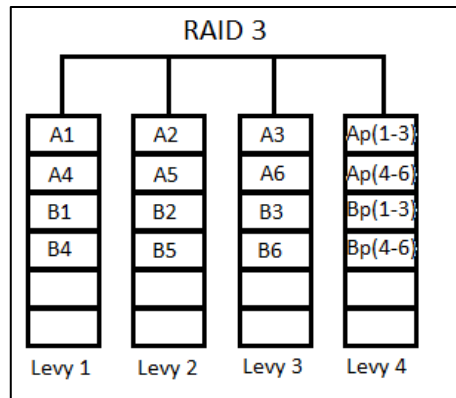 RAID 3
A1 A2 A3 Ap(1-3)
A4 A5 A6 Ap(4-6)
B1 B2 B3 Bp(1-3)
B4 B5 B6 Bp(4-6)
Levy 1 Levy 2 Levy 3 Levy 4